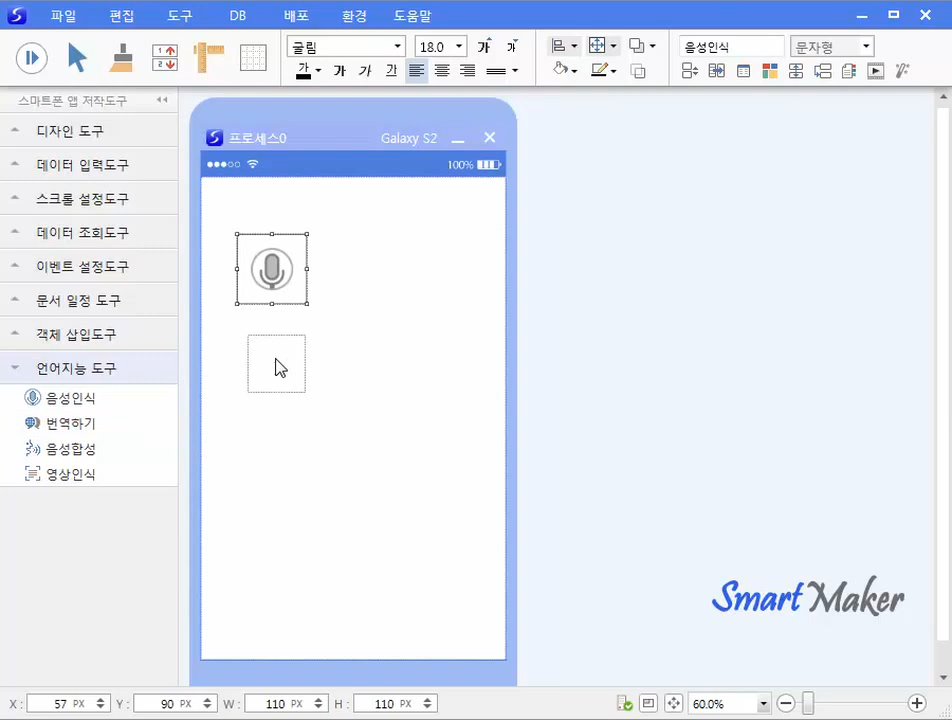 파일 편집 도구 DB 배포 환경 도움말
굴림 18.0 가 가 음성인식 문자형
1 2 가 가 가 가
스마트폰 앱 저작도구
디자인 도구
데이터 입력도구
스크롤 설정도구
데이터 조회도구
이벤트 설정도구
문서 일정 도구
객체 삽입도구
언어지능 도구
음성인식
번역하기
음성합성
영상인식
프로세스0 Galaxy S2
100%
Smart Maker
X : 57 PX Y : 90 PX W : 110 PX H : 110 PX 60.0%